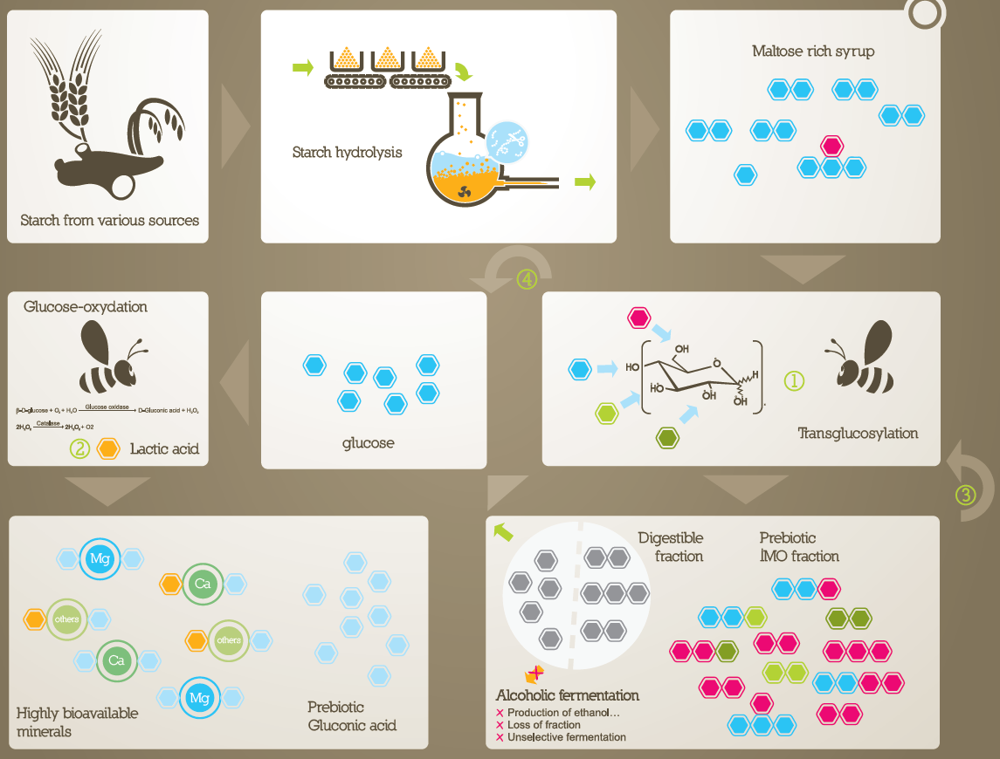 Starch from various sources
Starch hydrolysis
Maltose rich syrup
4
Glucose-oxydation
β-D-glucose + O₂ + H₂O Glucose oxidase D-Gluconic acid + H₂O₂
2H₂O₂ Catalase 2H₂O + O2
2 Lactic acid
glucose
OH
O
HO
H
HO
OH
OH
1
Transglucosylation
3
Mg
Ca
others
others
Ca
Mg
Highly bioavailable
minerals
Prebiotic
Gluconic acid
Digestible
fraction
Prebiotic
IMO fraction
Alcoholic fermentation
x Production of ethanol...
x Loss of fraction
x Unselective fermentation